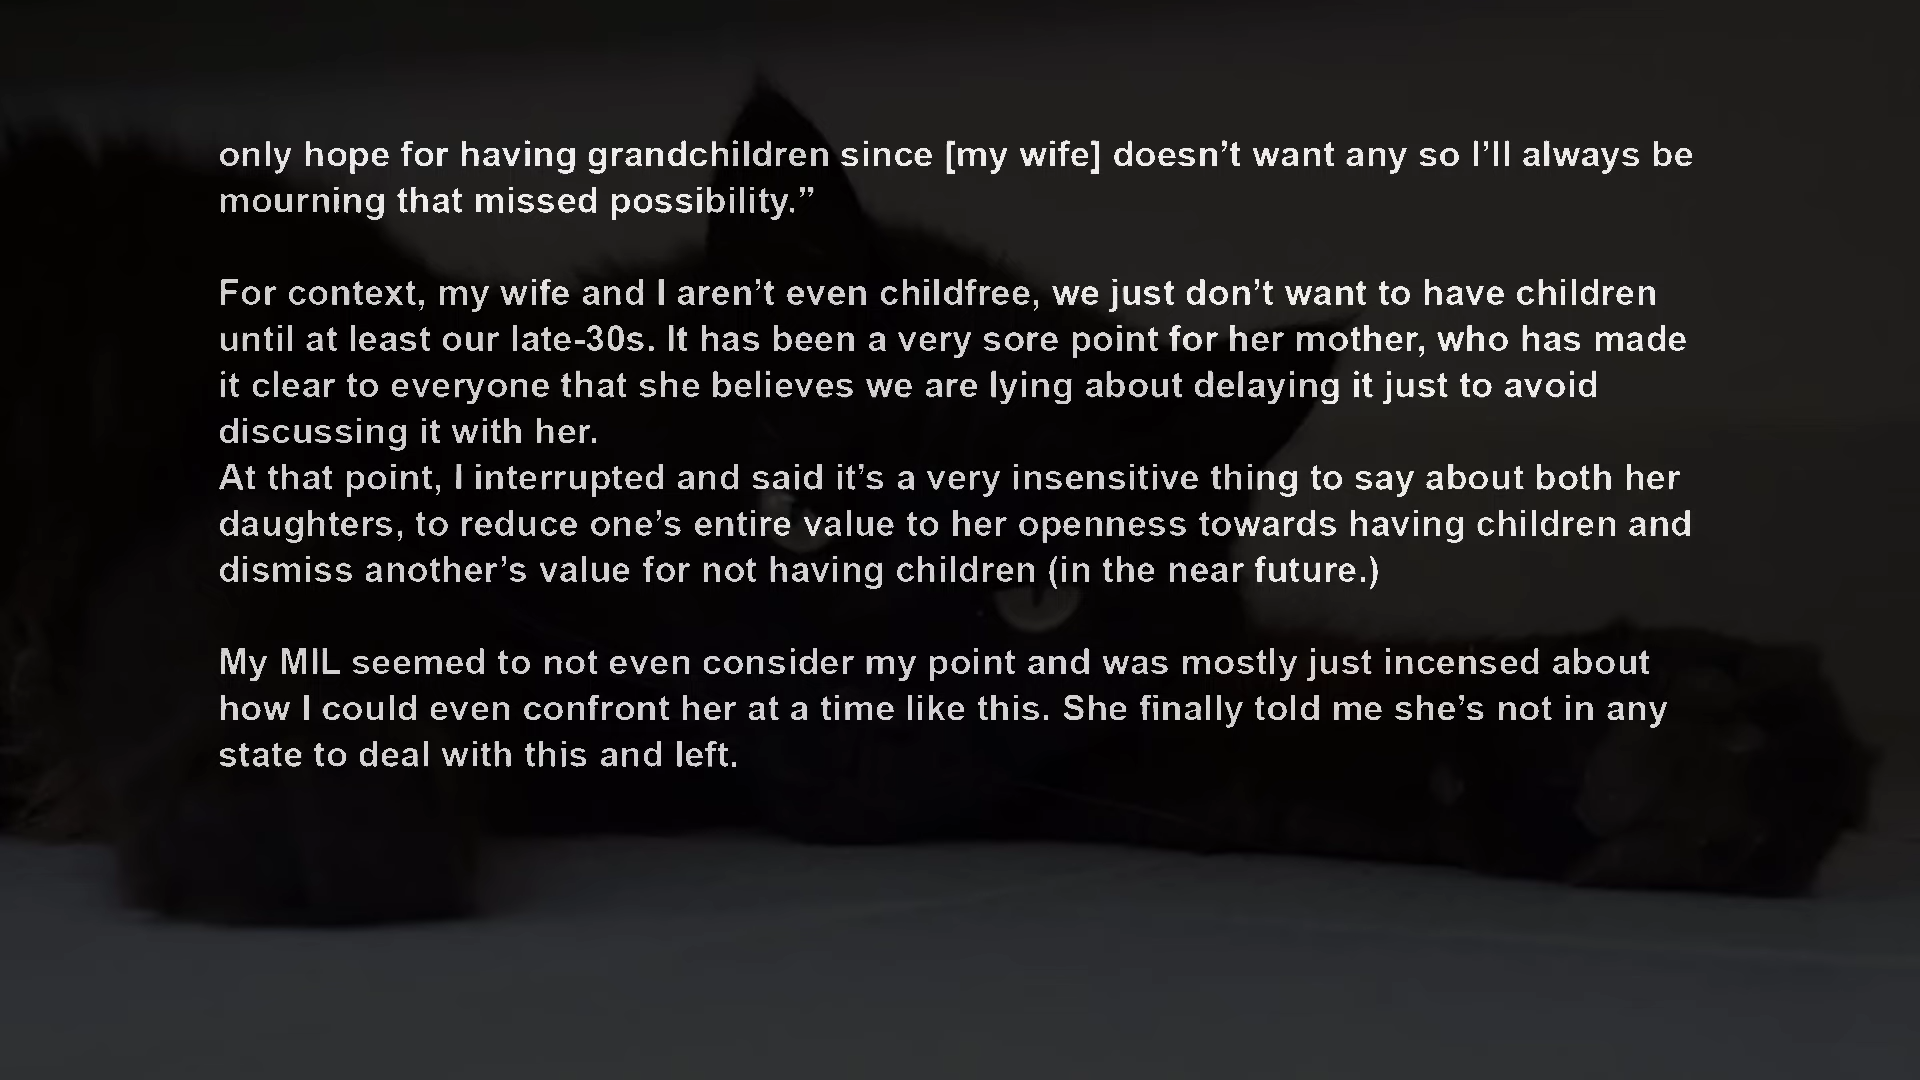 only hope for having grandchildren since [my wife] doesn’t want any so I’ll always be
mourning that missed possibility.”
For context, my wife and I aren’t even childfree, we just don’t want to have children
until at least our late-30s. It has been a very sore point for her mother, who has made
it clear to everyone that she believes we are lying about delaying it just to avoid
discussing it with her.
At that point, I interrupted and said it’s a very insensitive thing to say about both her
daughters, to reduce one’s entire value to her openness towards having children and
dismiss another’s value for not having children (in the near future.)
My MIL seemed to not even consider my point and was mostly just incensed about
how I could even confront her at a time like this. She finally told me she’s not in any
state to deal with this and left.